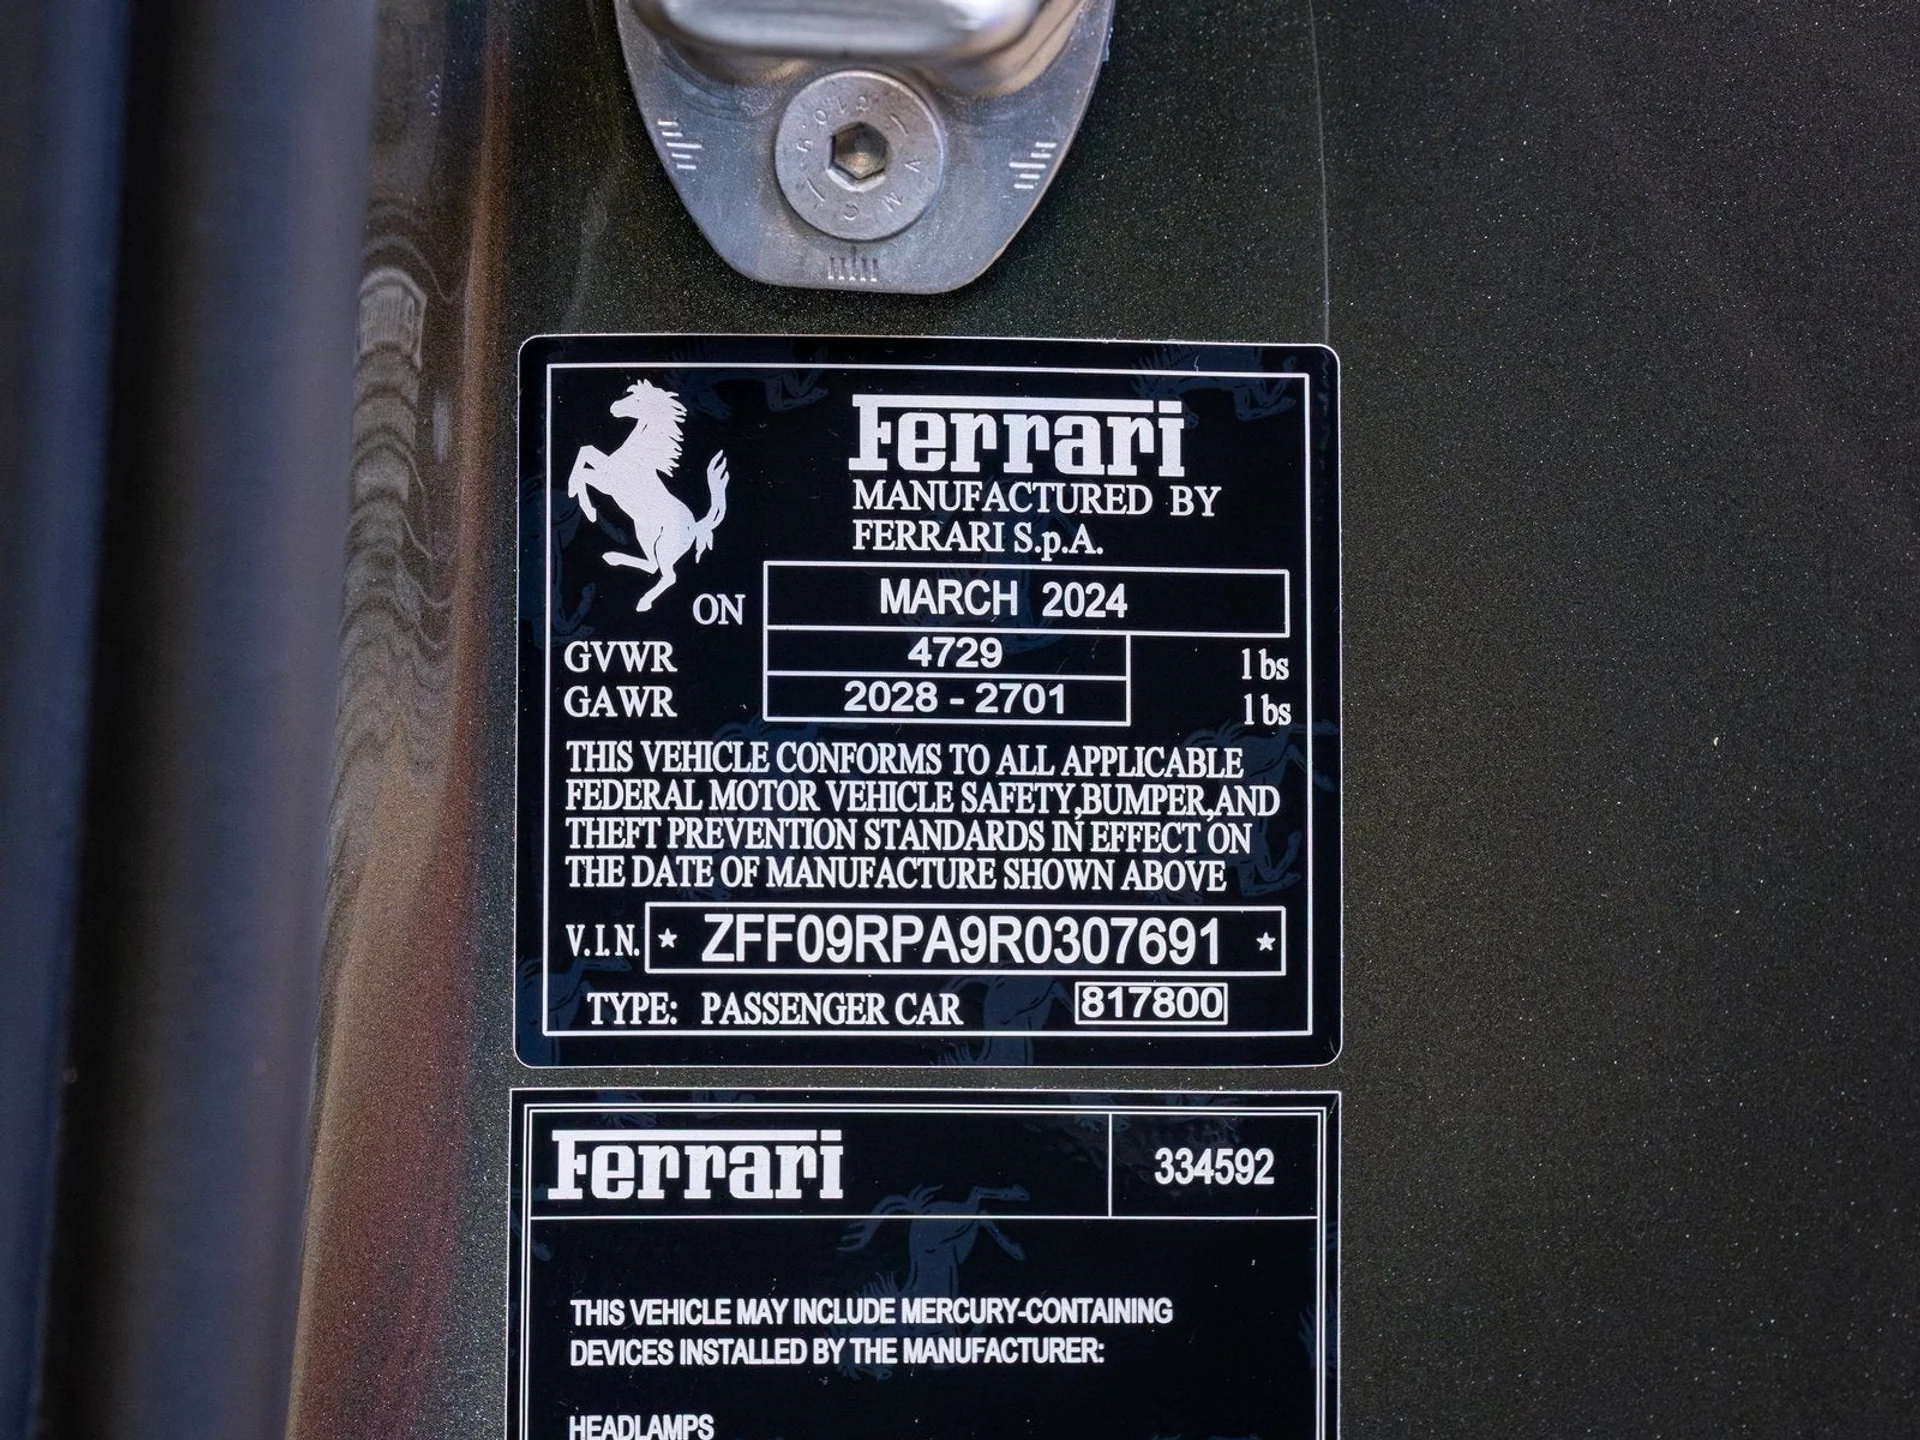 Ferrari
MANUFACTURED BY
FERRARI S.p.A.
ON MARCH 2024
GVWR 4729 lbs
GAWR 2028 - 2701 lbs
THIS VEHICLE CONFORMS TO ALL APPLICABLE
FEDERAL MOTOR VEHICLE SAFETY,BUMPER,AND
THEFT PREVENTION STANDARDS IN EFFECT ON
THE DATE OF MANUFACTURE SHOWN ABOVE
V.I.N. ★ ZFF09RPA9R0307691 ★
TYPE: PASSENGER CAR 817800
Ferrari 334592
THIS VEHICLE MAY INCLUDE MERCURY-CONTAINING
DEVICES INSTALLED BY THE MANUFACTURER:
HEADLAMPS